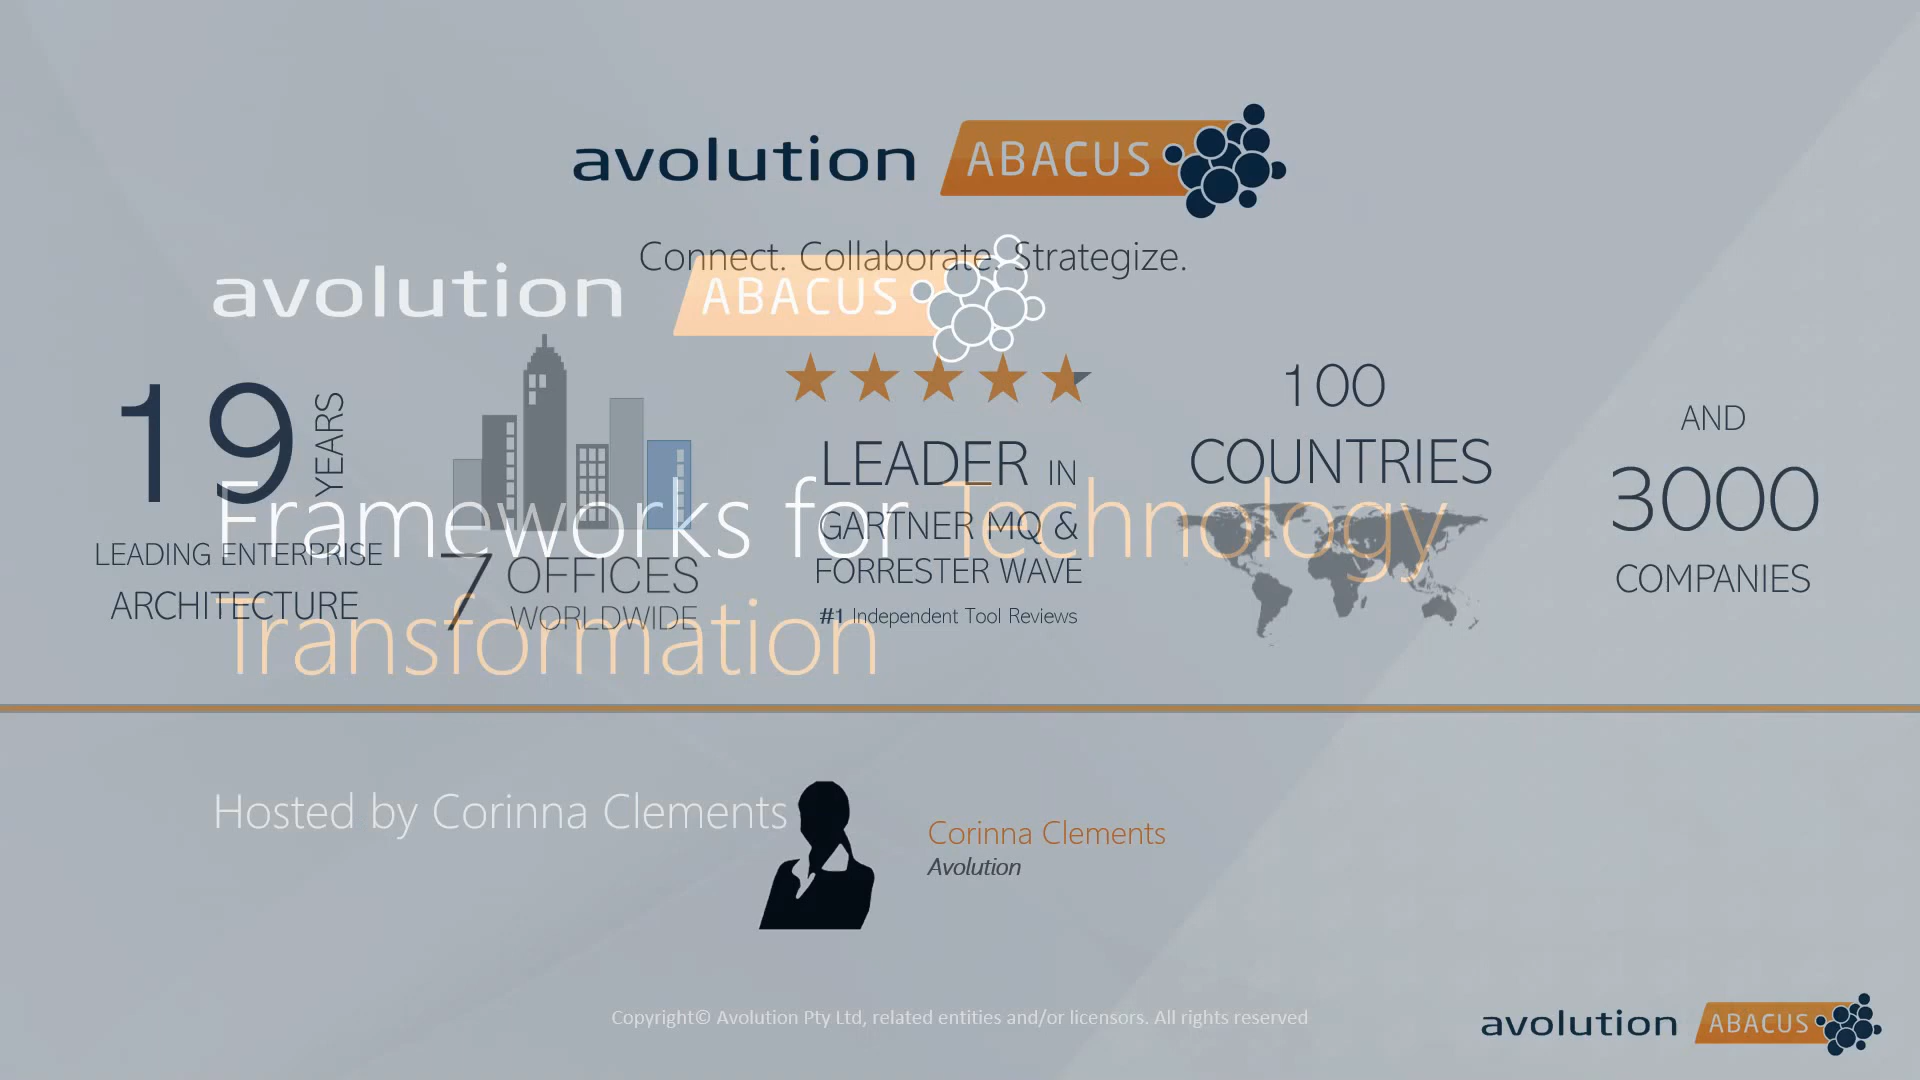 avolution ABACUS
Connect. Collaborate. Strategize.
avolution ABACUS
19 YEARS
LEADING ENTERPRISE
ARCHITECTURE
7 OFFICES
WORLDWIDE
LEADER IN
GARTNER MQ &
FORRESTER WAVE
#1 Independent Tool Reviews
100
COUNTRIES
AND
3000
COMPANIES
Frameworks for Technology
Transformation
Hosted by Corinna Clements
Corinna Clements
Avolution
Copyright© Avolution Pty Ltd, related entities and/or licensors. All rights reserved
avolution ABACUS